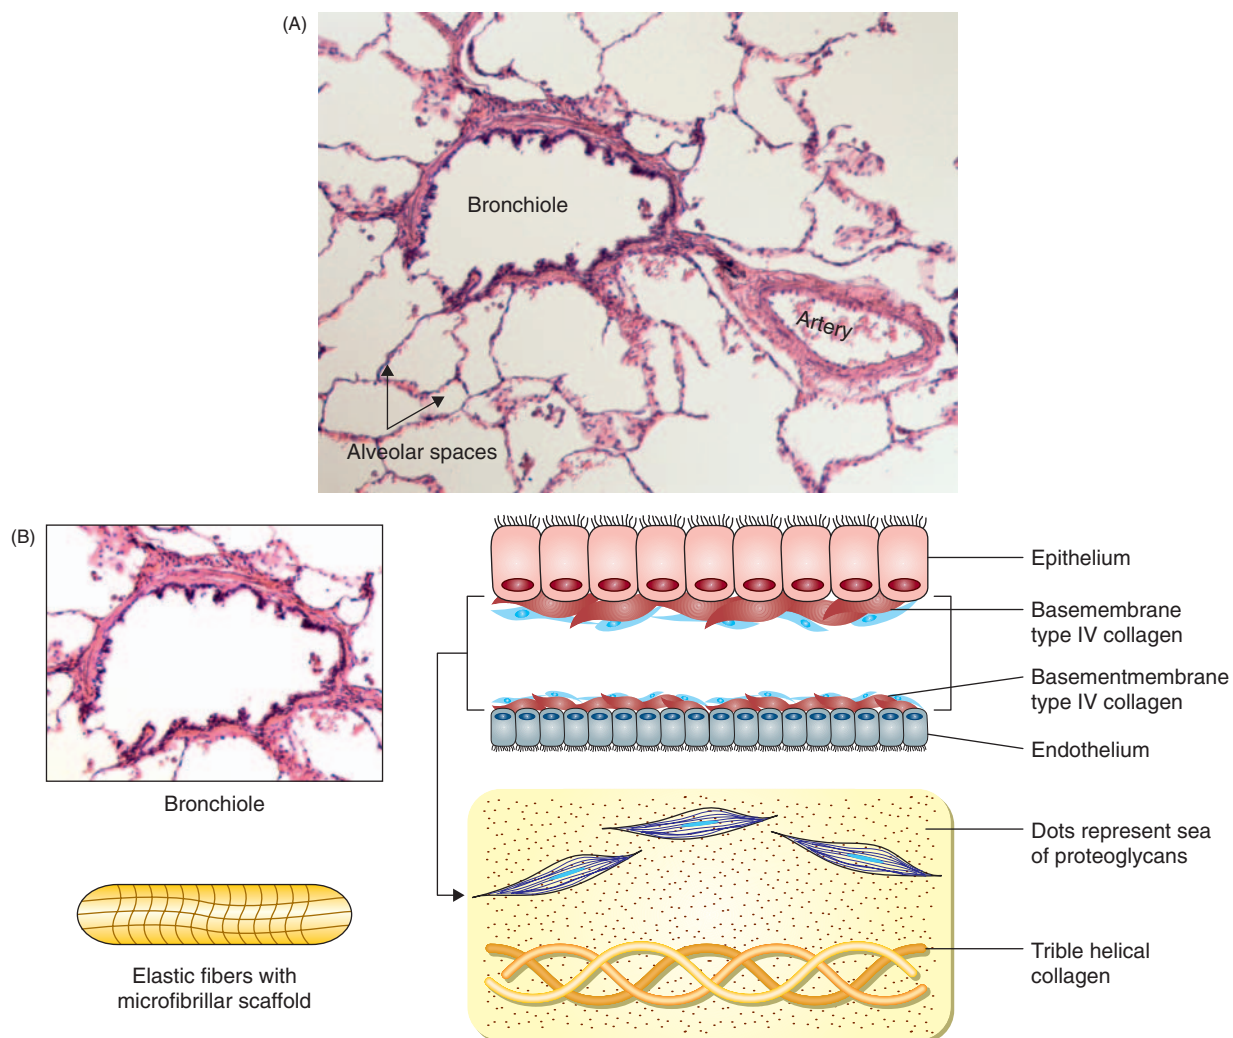 (A)
Bronchiole
Artery
Alveolar spaces
(B)
Epithelium
Basemembrane
type IV collagen
Basementmembrane
type IV collagen
Endothelium
Bronchiole
Dots represent sea
of proteoglycans
Elastic fibers with
microfibrillar scaffold
Trible helical
collagen